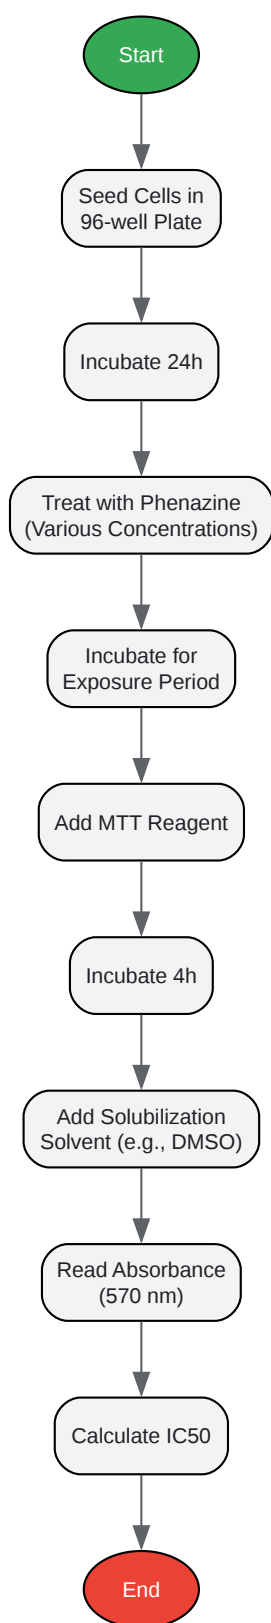 Start
Seed Cells in
96-well Plate
Incubate 24h
Treat with Phenazine
(Various Concentrations)
Incubate for
Exposure Period
Add MTT Reagent
Incubate 4h
Add Solubilization
Solvent (e.g., DMSO)
Read Absorbance
(570 nm)
Calculate IC50
End